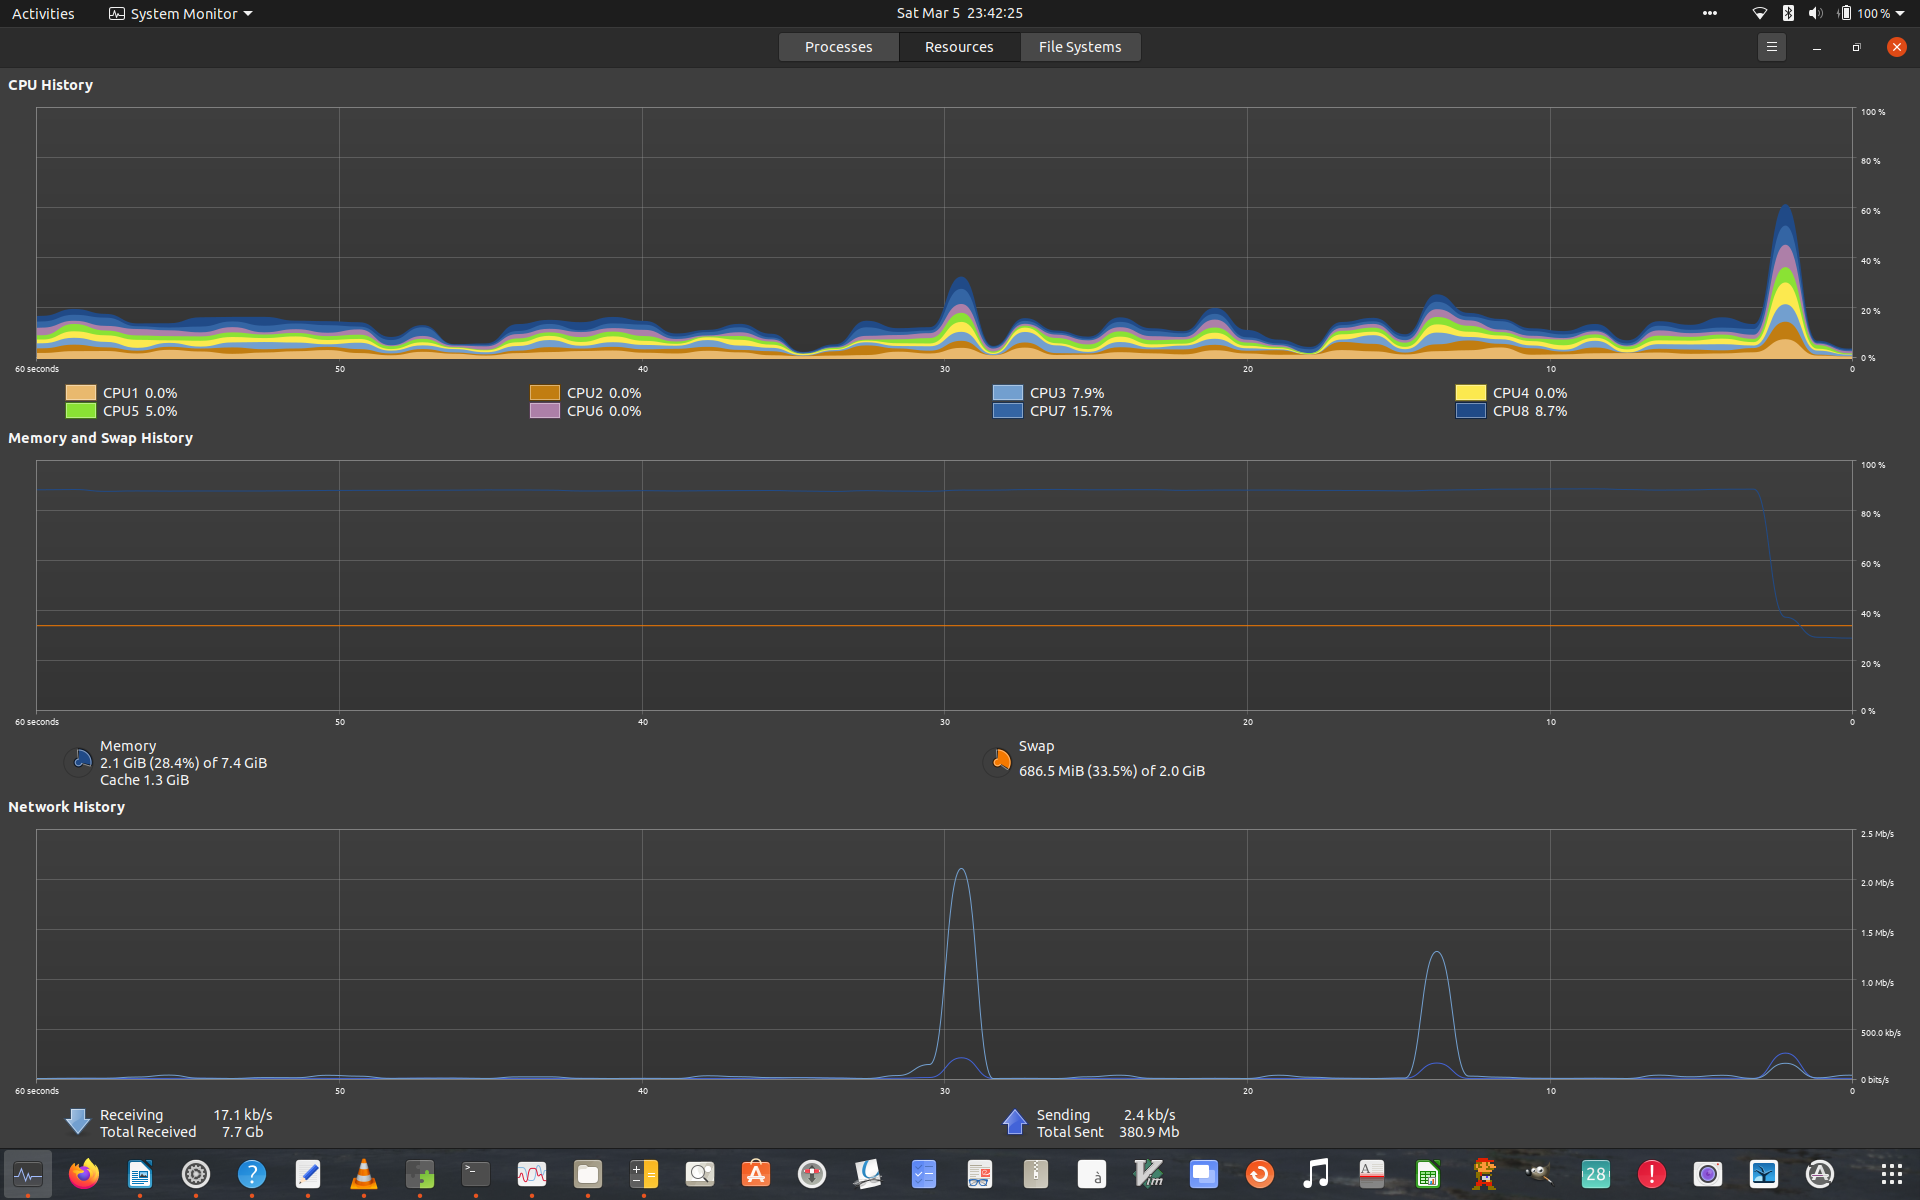 Activities System Monitor Sat Mar 5 23:42:25 100 %
Processes Resources File Systems
CPU History
100 %
80 %
60 %
40 %
20 %
0 %
60 seconds 50 40 30 20 10 0
CPU1 0.0% CPU2 0.0% CPU3 7.9% CPU4 0.0%
CPU5 5.0% CPU6 0.0% CPU7 15.7% CPU8 8.7%
Memory and Swap History
100 %
80 %
60 %
40 %
20 %
0 %
60 seconds 50 40 30 20 10 0
Memory
2.1 GiB (28.4%) of 7.4 GiB
Cache 1.3 GiB
Swap
686.5 MiB (33.5%) of 2.0 GiB
Network History
2.5 Mb/s
2.0 Mb/s
1.5 Mb/s
1.0 Mb/s
500.0 kb/s
0 bits/s
60 seconds 50 40 30 20 10 0
Receiving 17.1 kb/s
Total Received 7.7 Gb
Sending 2.4 kb/s
Total Sent 380.9 Mb
? >_ A à Vim A 28 !